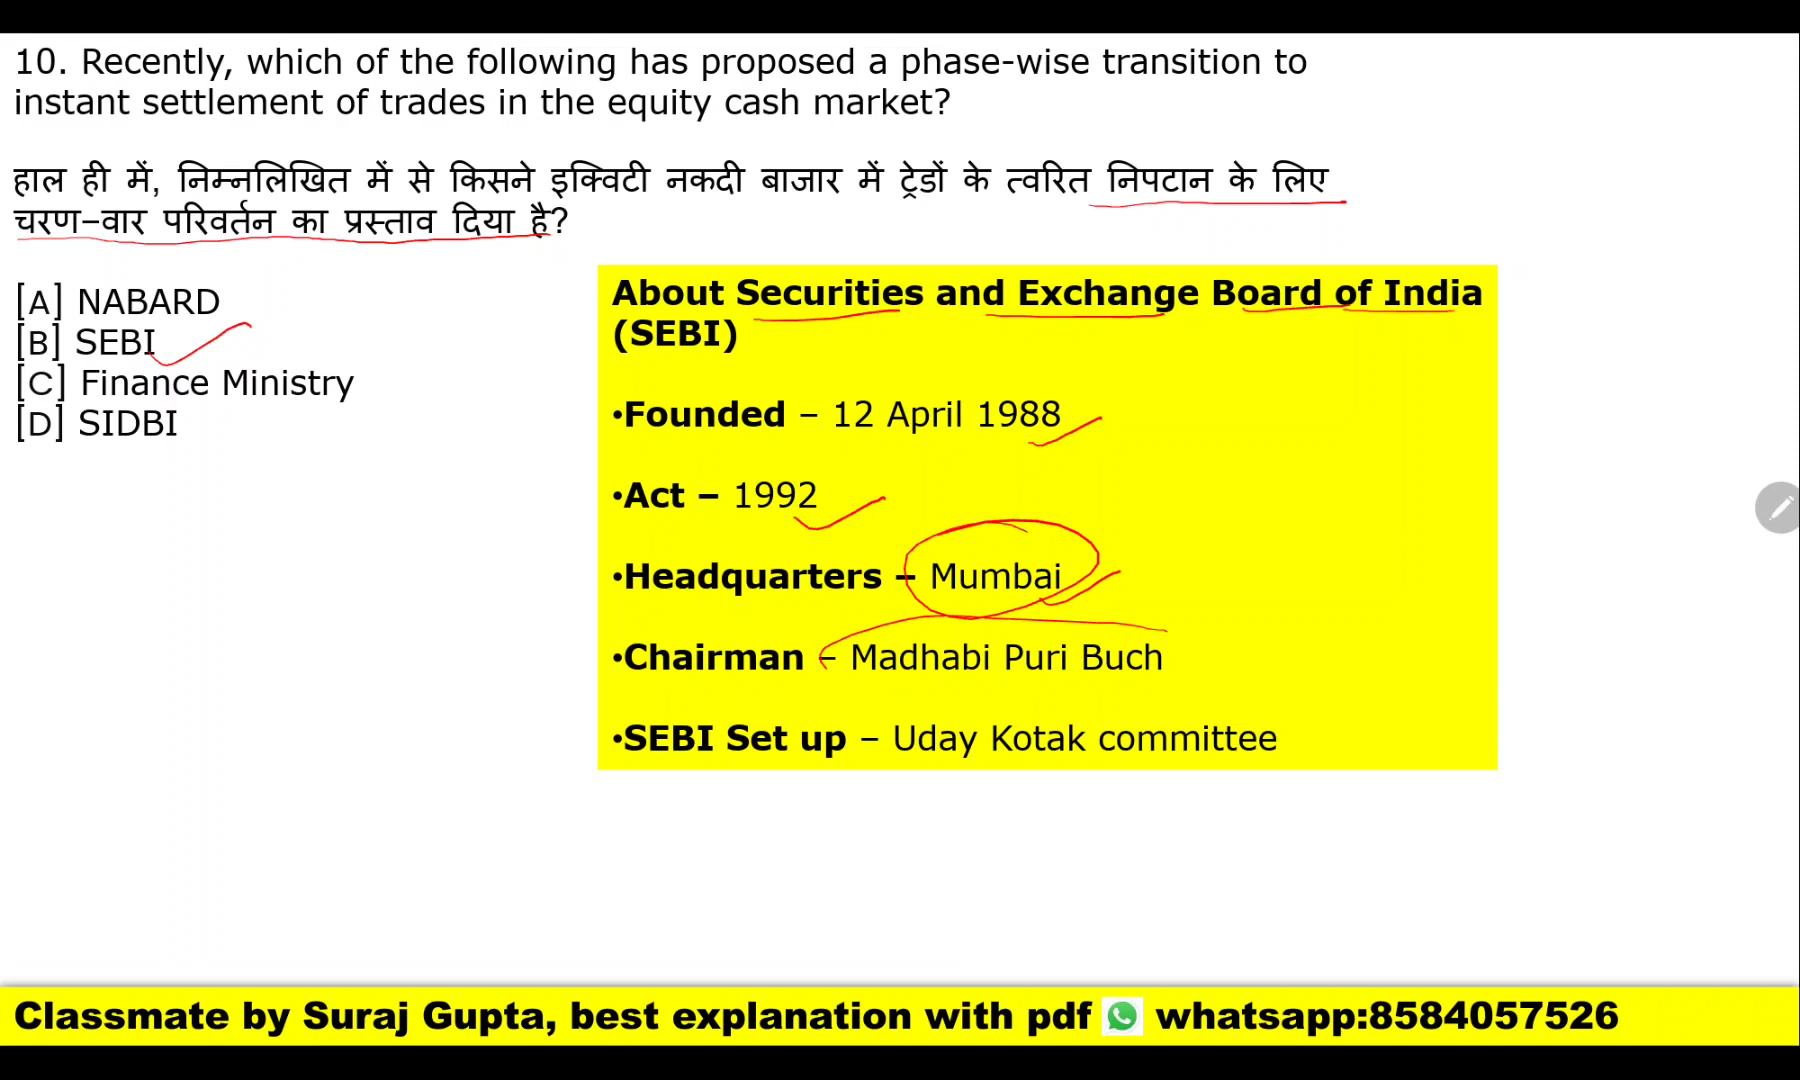 10. Recently, which of the following has proposed a phase-wise transition to
instant settlement of trades in the equity cash market?
हाल ही में, निम्नलिखित में से किसने इक्विटी नकदी बाजार में ट्रेडों के त्वरित निपटान के लिए
चरण–वार परिवर्तन का प्रस्ताव दिया है?
[A] NABARD
[B] SEBI
[C] Finance Ministry
[D] SIDBI
About Securities and Exchange Board of India
(SEBI)
•Founded – 12 April 1988
•Act – 1992
•Headquarters – Mumbai
•Chairman – Madhabi Puri Buch
•SEBI Set up – Uday Kotak committee
Classmate by Suraj Gupta, best explanation with pdf whatsapp:8584057526